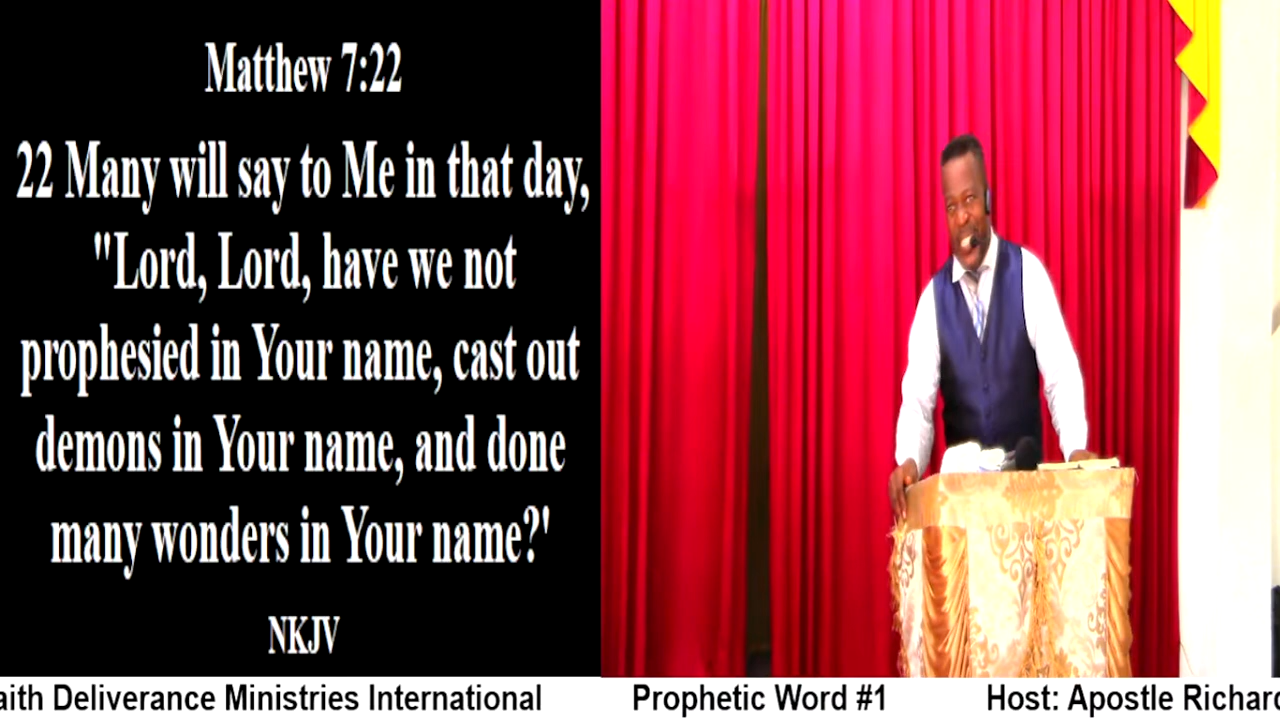 Matthew 7:22
22 Many will say to Me in that day,
"Lord, Lord, have we not
prophesied in Your name, cast out
demons in Your name, and done
many wonders in Your name?'
NKJV
aith Deliverance Ministries International Prophetic Word #1 Host: Apostle Richard